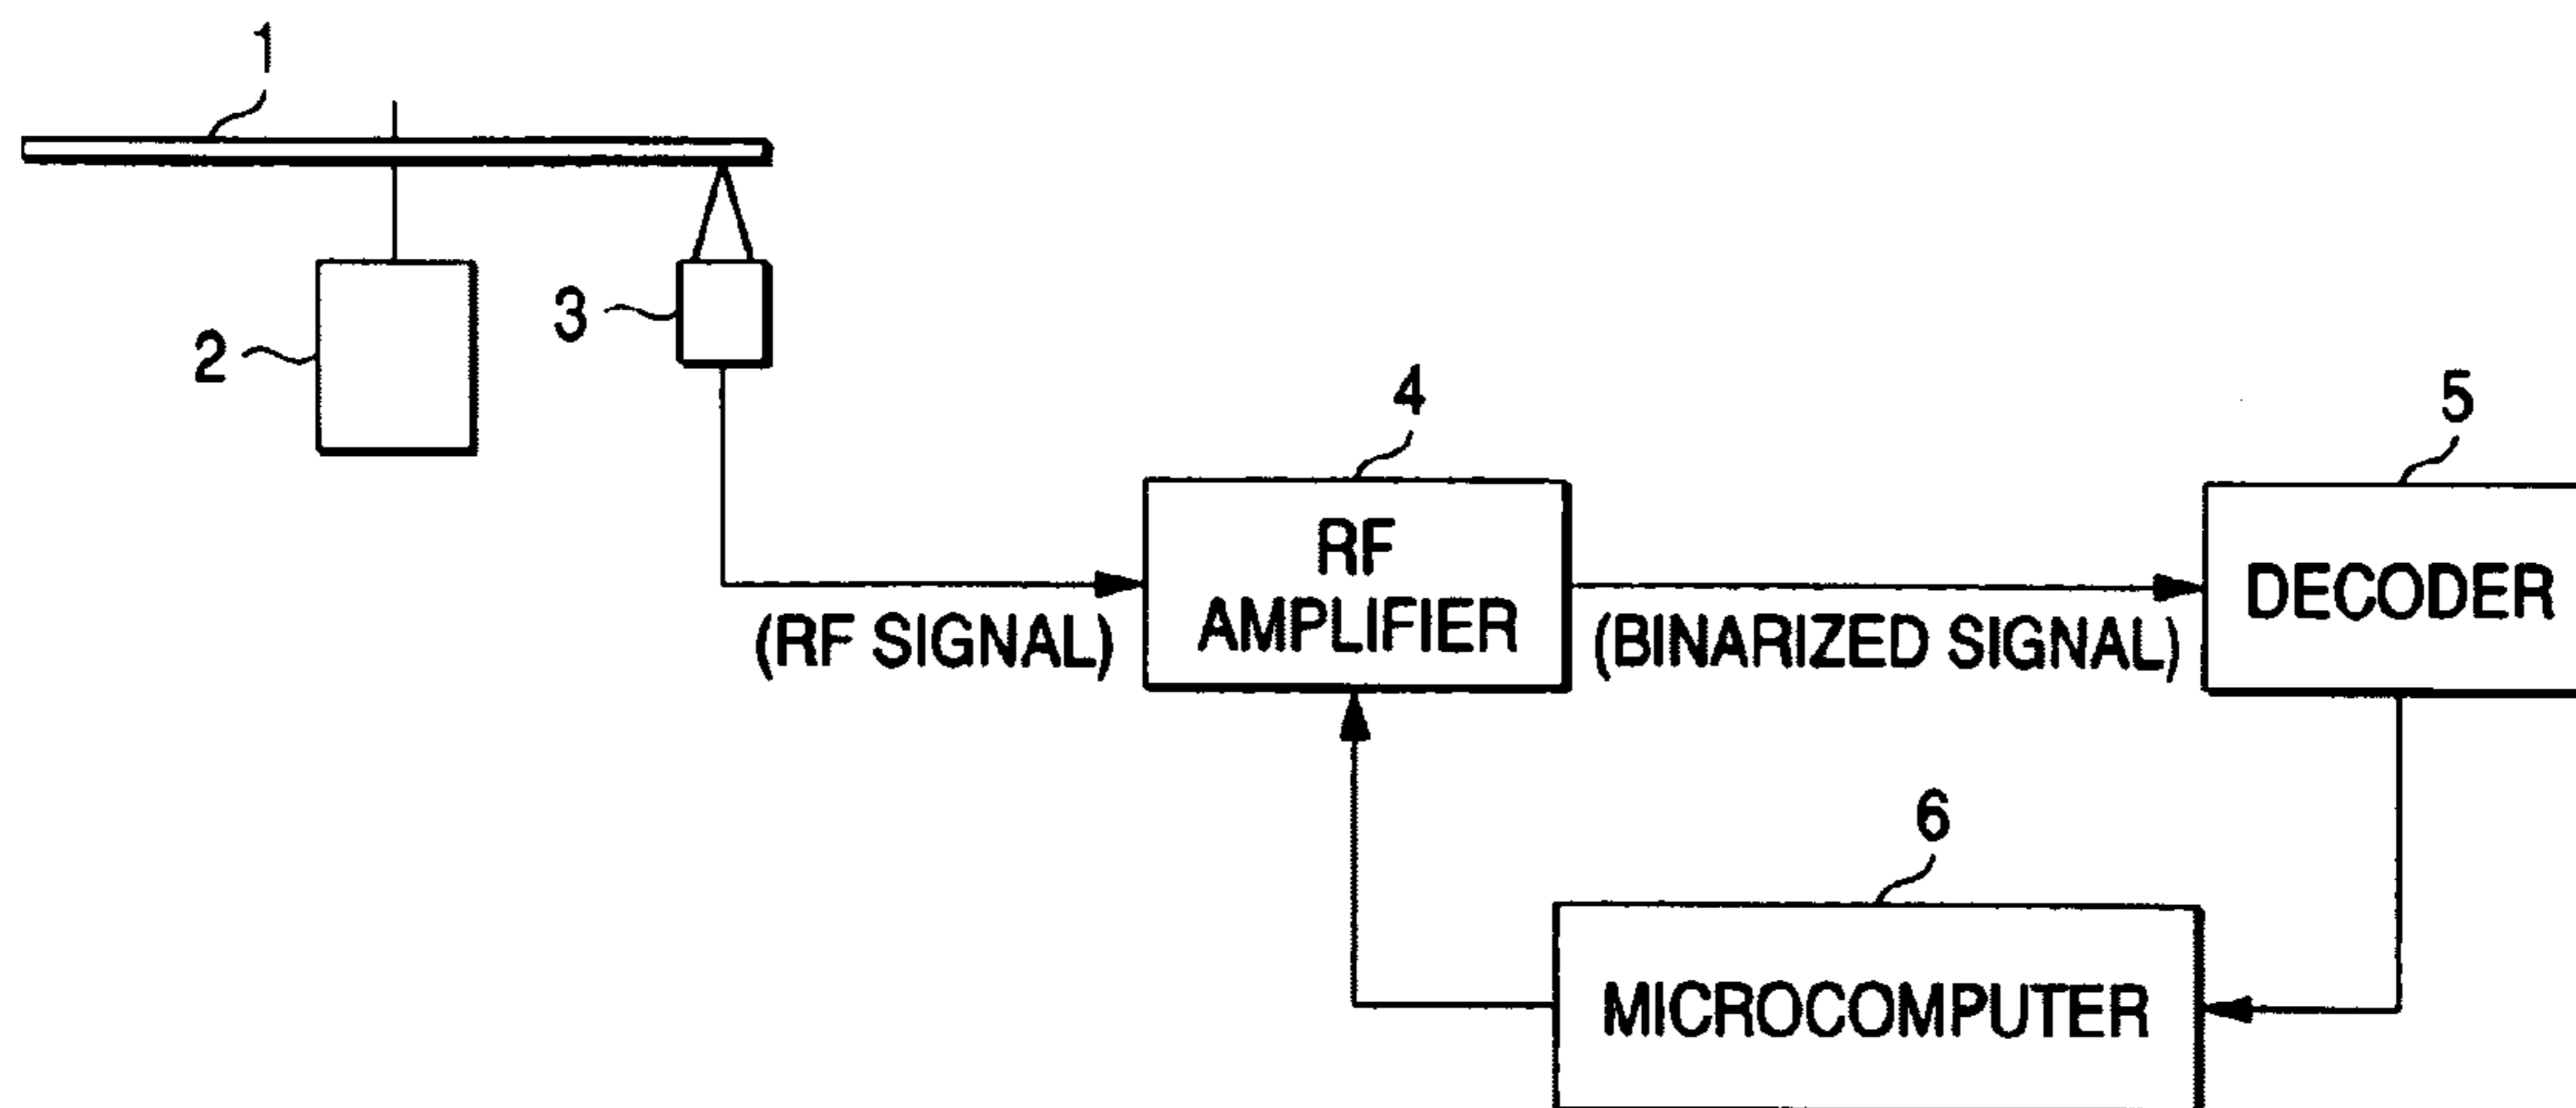 1
2
3
4
5
RF
AMPLIFIER
DECODER
(RF SIGNAL)
(BINARIZED SIGNAL)
6
MICROCOMPUTER